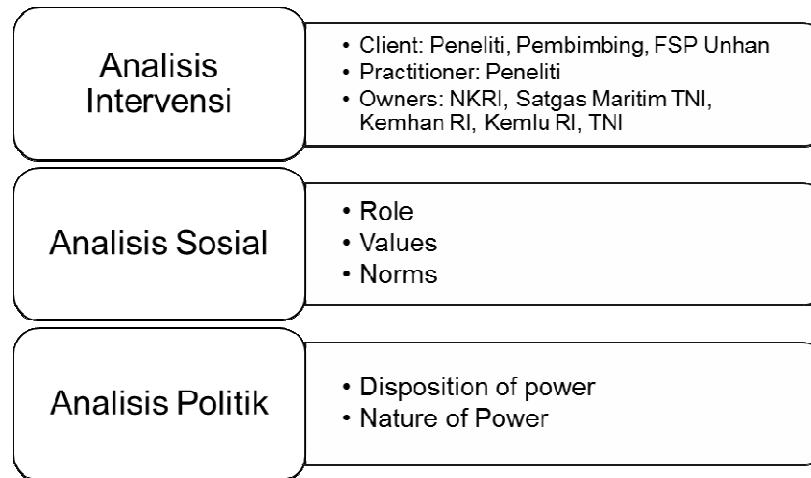 Analisis
Intervensi
• Client: Peneliti, Pembimbing, FSP Unhan
• Practitioner: Peneliti
• Owners: NKRI, Satgas Maritim TNI,
Kemhan RI, Kemlu RI, TNI
Analisis Sosial
• Role
• Values
• Norms
Analisis Politik
• Disposition of power
• Nature of Power